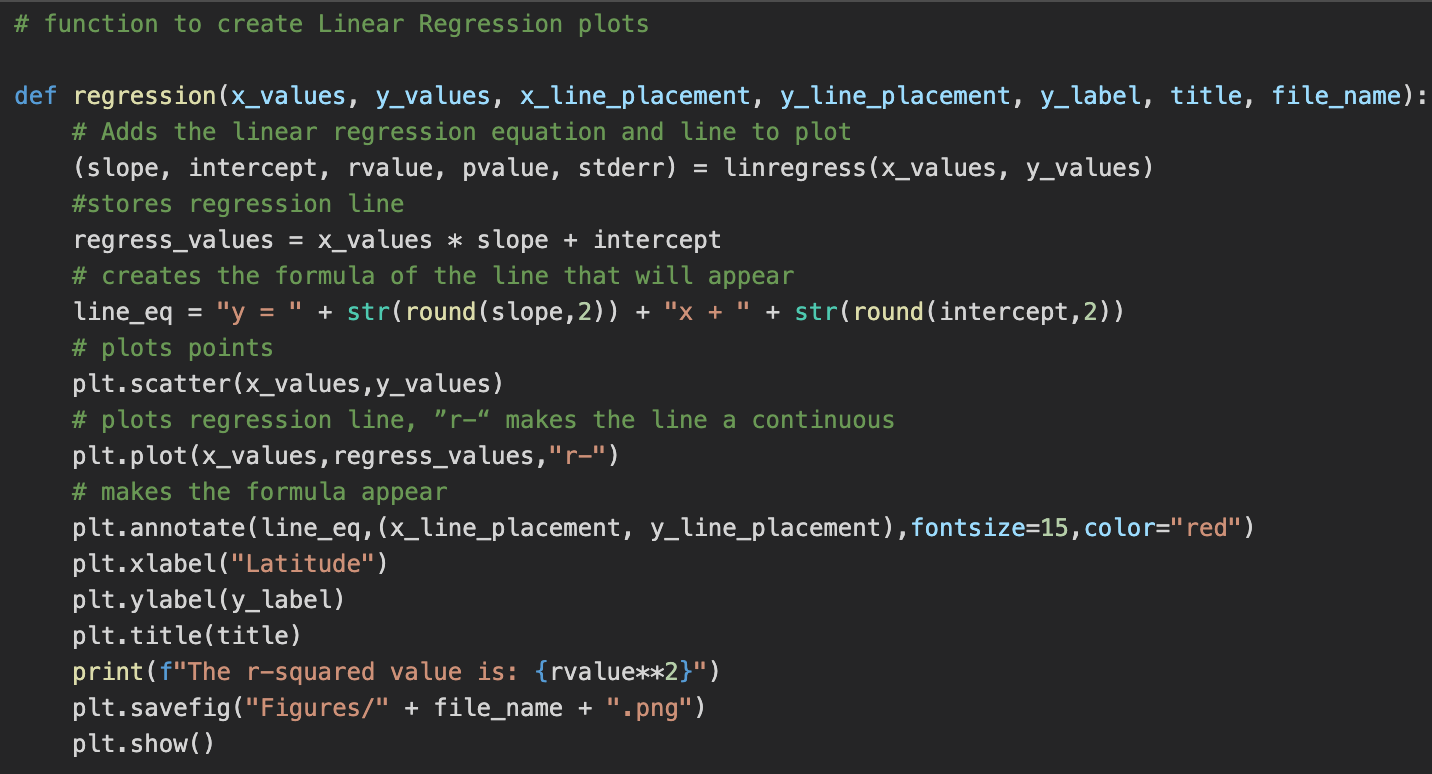 # function to create Linear Regression plots
def regression(x_values, y_values, x_line_placement, y_line_placement, y_label, title, file_name):
    # Adds the linear regression equation and line to plot
    (slope, intercept, rvalue, pvalue, stderr) = linregress(x_values, y_values)
    #stores regression line
    regress_values = x_values * slope + intercept
    # creates the formula of the line that will appear
    line_eq = "y = " + str(round(slope,2)) + "x + " + str(round(intercept,2))
    # plots points
    plt.scatter(x_values,y_values)
    # plots regression line, ”r-“ makes the line a continuous
    plt.plot(x_values,regress_values,"r-")
    # makes the formula appear
    plt.annotate(line_eq,(x_line_placement, y_line_placement),fontsize=15,color="red")
    plt.xlabel("Latitude")
    plt.ylabel(y_label)
    plt.title(title)
    print(f"The r-squared value is: {rvalue**2}")
    plt.savefig("Figures/" + file_name + ".png")
    plt.show()